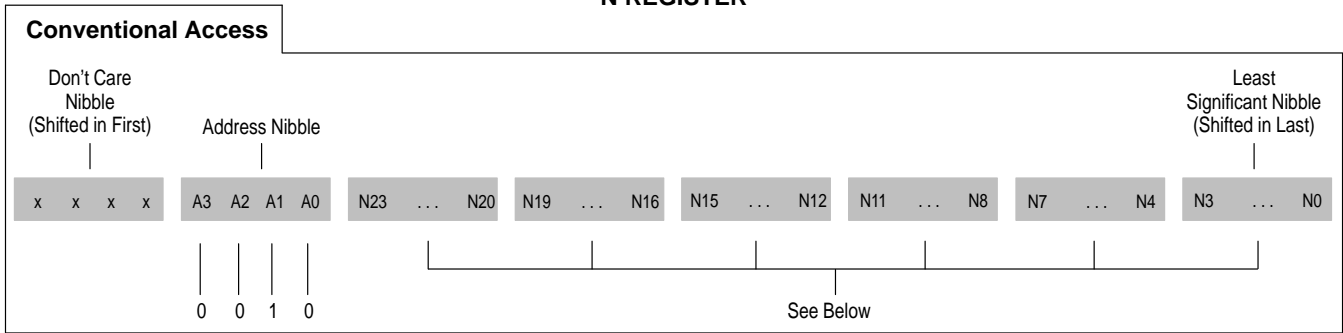 N REGISTER
Conventional Access
Don't Care
Nibble
(Shifted in First)
Address Nibble
Least
Significant Nibble
(Shifted in Last)
x x x x A3 A2 A1 A0 N23 ... N20 N19 ... N16 N15 ... N12 N11 ... N8 N7 ... N4 N3 ... N0
0 0 1 0
See Below